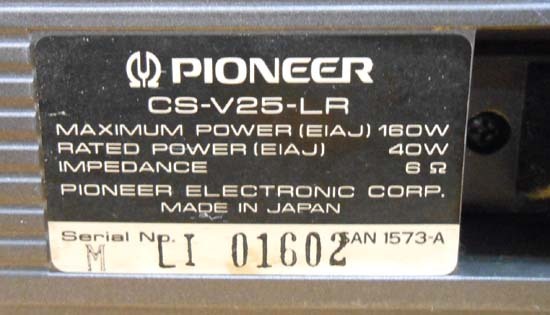 PIONEER
CS-V25-LR
MAXIMUM POWER (EIAJ) 160W
RATED POWER (EIAJ) 40W
IMPEDANCE 6 Ω
PIONEER ELECTRONIC CORP.
MADE IN JAPAN
Serial No. SAN 1573-A
M LI 01602